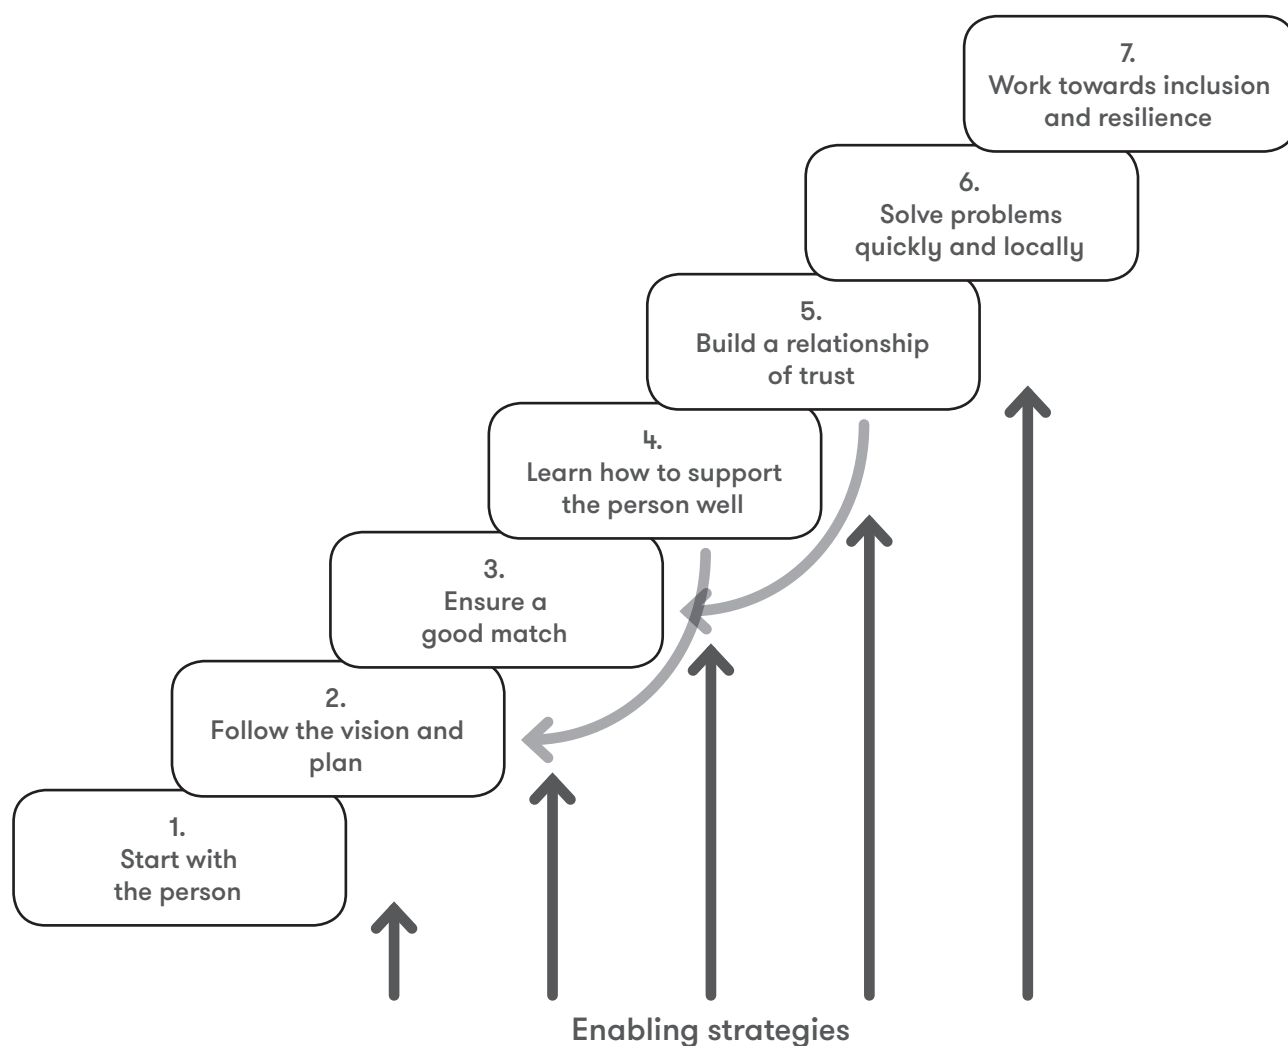 7.
Work towards inclusion
and resilience
6.
Solve problems
quickly and locally
5.
Build a relationship
of trust
4.
Learn how to support
the person well
3.
Ensure a
good match
2.
Follow the vision and
plan
1.
Start with
the person
Enabling strategies